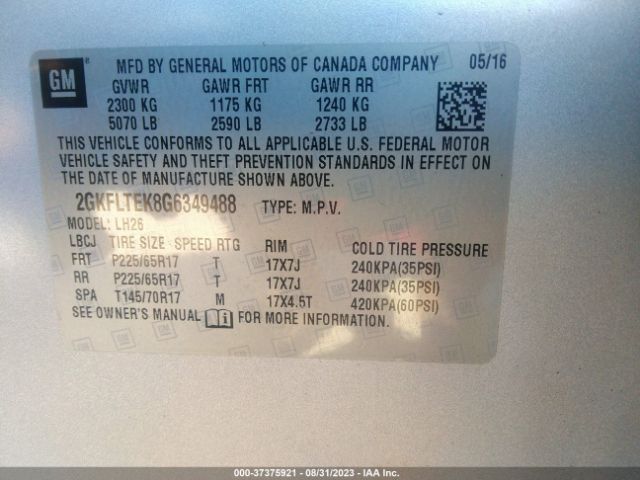 GM
MFD BY GENERAL MOTORS OF CANADA COMPANY 05/16
GVWR GAWR FRT GAWR RR
2300 KG 1175 KG 1240 KG
5070 LB 2590 LB 2733 LB
THIS VEHICLE CONFORMS TO ALL APPLICABLE U.S. FEDERAL MOTOR
VEHICLE SAFETY AND THEFT PREVENTION STANDARDS IN EFFECT ON
THE DATE OF MANUFACTURE SHOWN ABOVE.
2GKFLTEK8G6349488 TYPE: M.P.V.
MODEL: LH26
LBCJ TIRE SIZE SPEED RTG RIM COLD TIRE PRESSURE
FRT P225/65R17 T 17X7J 240KPA(35PSI)
RR P225/65R17 T 17X7J 240KPA(35PSI)
SPA T145/70R17 M 17X4.5T 420KPA(60PSI)
SEE OWNER'S MANUAL FOR MORE INFORMATION.
000-37375921 - 08/31/2023 - IAA Inc.